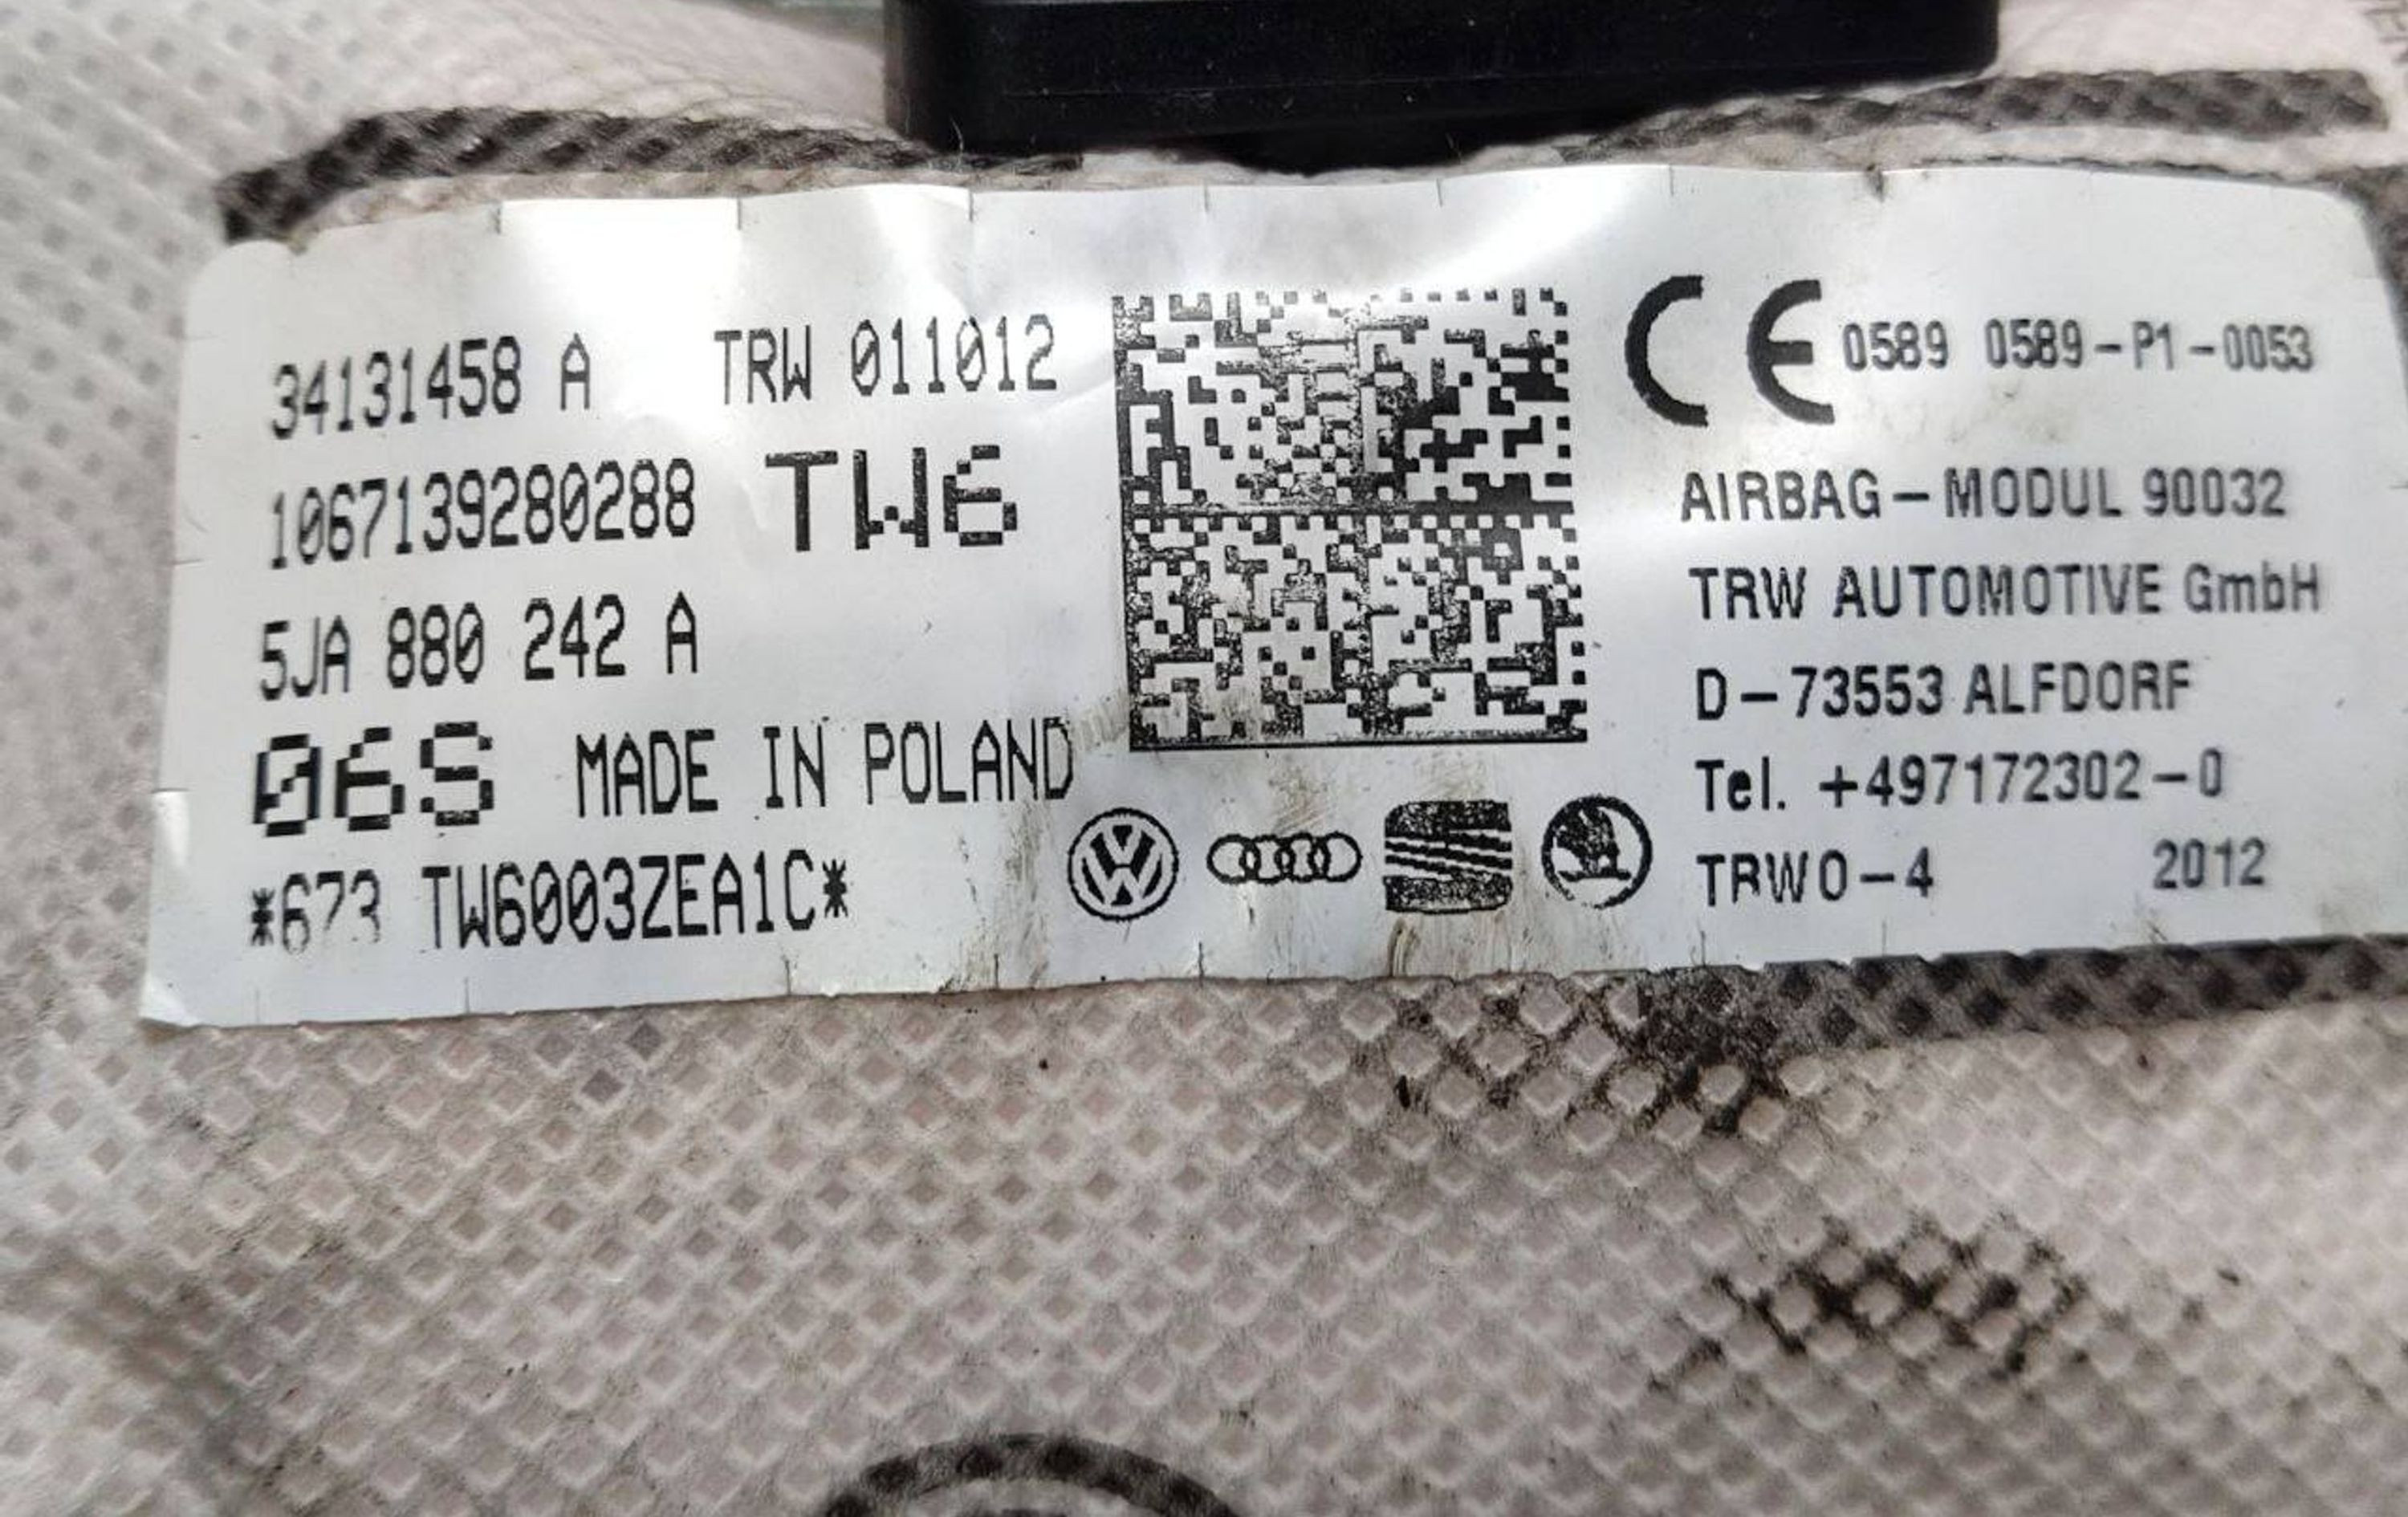 34131458 A TRW 011012
1067139280288 TW6
5JA 880 242 A
06S MADE IN POLAND
*673 TW6003ZEA1C*
CE 0589 0589-P1-0053
AIRBAG-MODUL 90032
TRW AUTOMOTIVE GmbH
D-73553 ALFDORF
Tel. +497172302-0
TRW0-4 2012